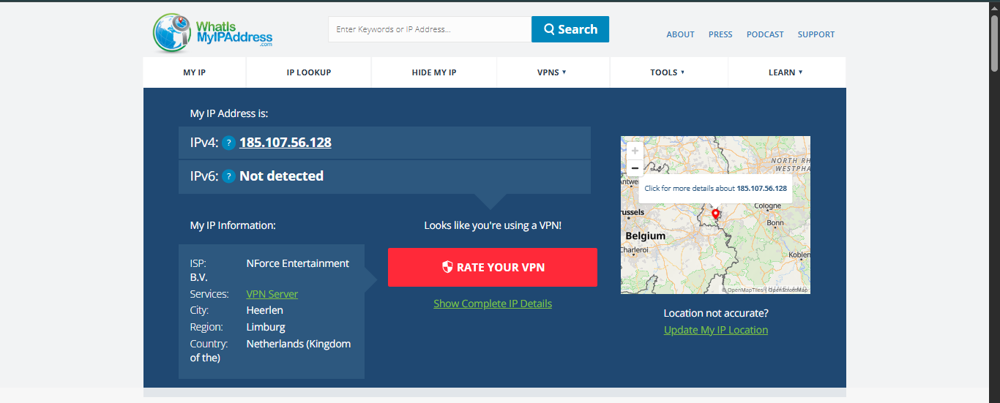 WhatIs
MyIPAddress
.com
Enter Keywords or IP Address...
Search
ABOUT PRESS PODCAST SUPPORT
MY IP IP LOOKUP HIDE MY IP VPNS ▾ TOOLS ▾ LEARN ▾
My IP Address is:
IPv4: ? 185.107.56.128
IPv6: ? Not detected
My IP Information:
ISP: NForce Entertainment
B.V.
Services: VPN Server
City: Heerlen
Region: Limburg
Country: Netherlands (Kingdom
of the)
Looks like you're using a VPN!
RATE YOUR VPN
Show Complete IP Details
+
−
NORTH RH
WESTPHA
Antwe
Click for more details about 185.107.56.128
russels
Cologne
Bonn
Belgium
Charleroi
Koblen
© OpenMapTiles | OpenStreetMap
Location not accurate?
Update My IP Location